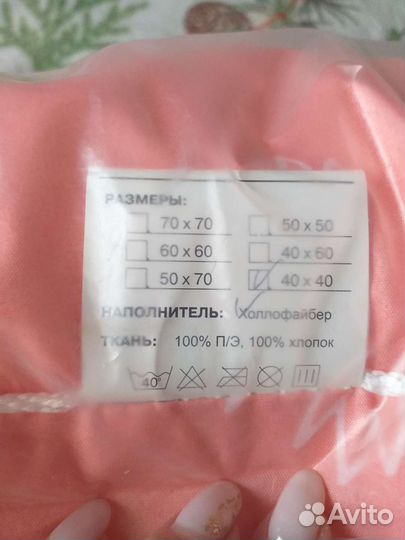 РАЗМЕРЫ:
70 x 70 50 x 50
60 x 60 40 x 60
50 x 70 40 x 40
НАПОЛНИТЕЛЬ: Холлофайбер
ТКАНЬ: 100% П/Э, 100% хлопок
40°
Avito